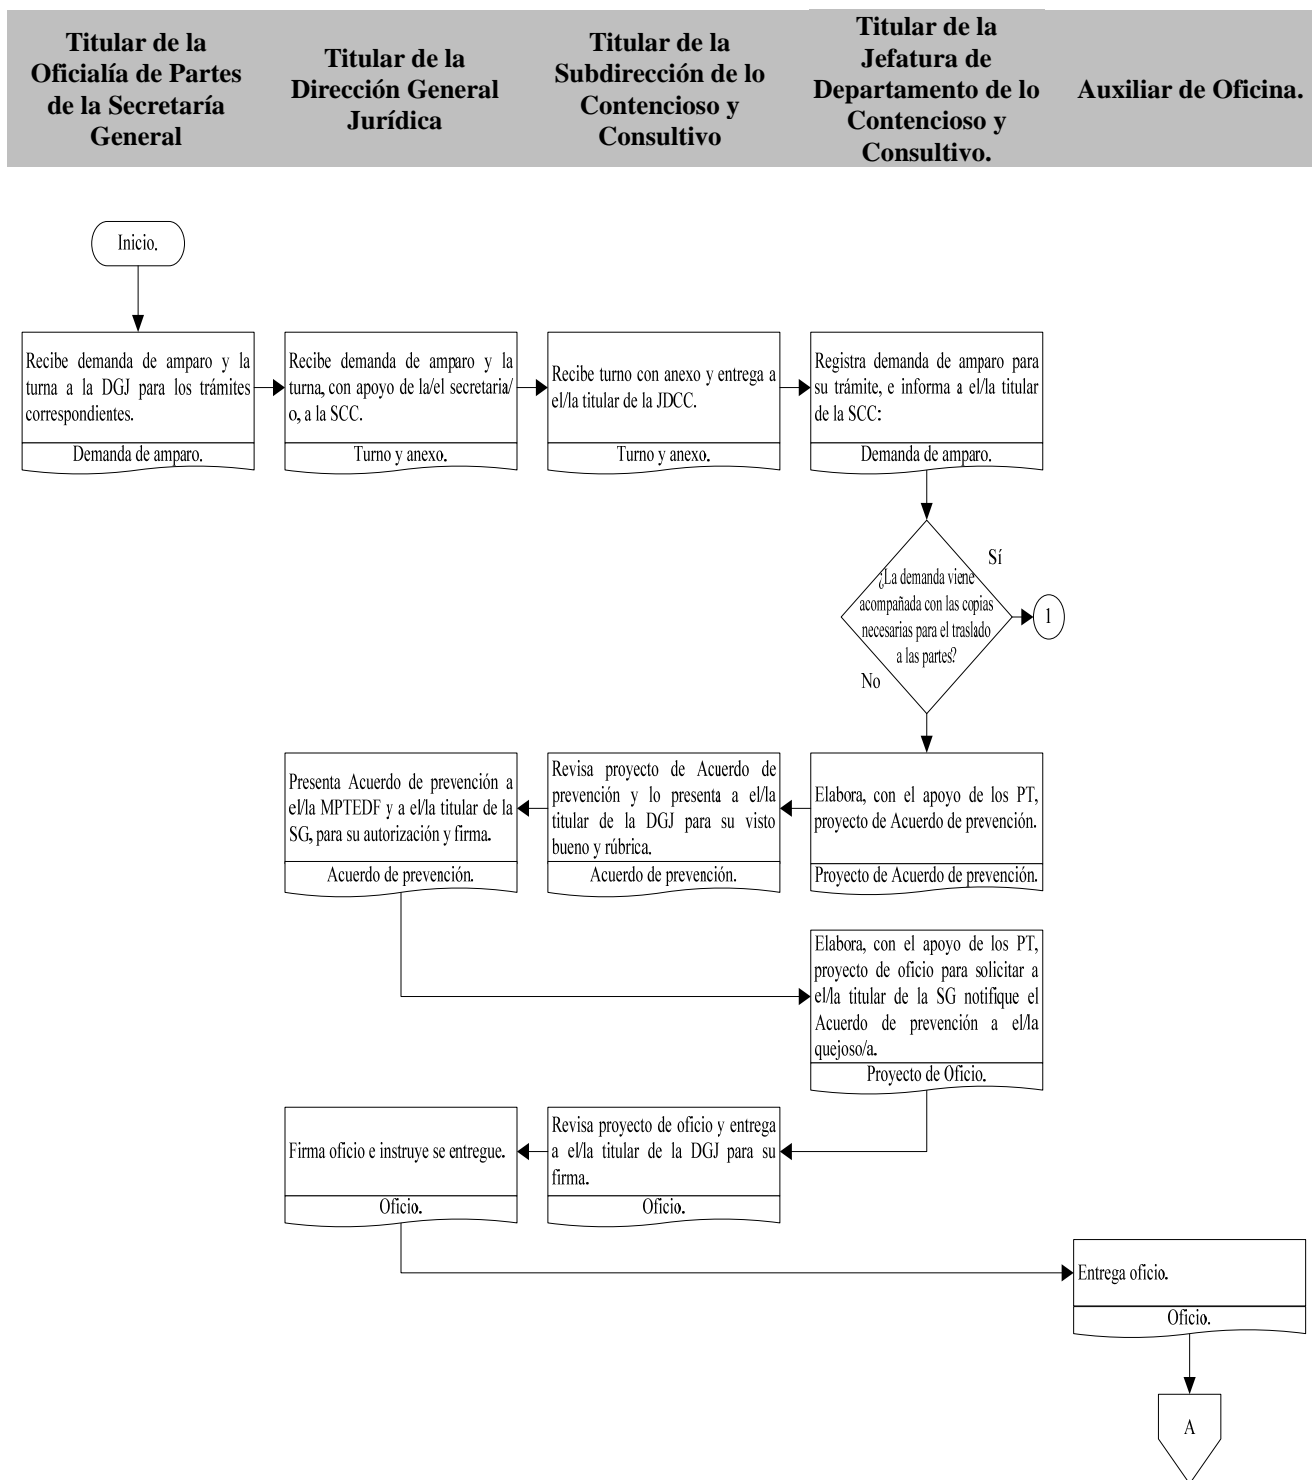 Titular de la
Oficialía de Partes
de la Secretaría
General
Titular de la
Dirección General
Jurídica
Titular de la
Subdirección de lo
Contencioso y
Consultivo
Titular de la
Jefatura de
Departamento de lo
Contencioso y
Consultivo.
Auxiliar de Oficina.
Inicio.
Recibe demanda de amparo y la
turna a la DGJ para los trámites
correspondientes.
Demanda de amparo.
Recibe demanda de amparo y la
turna, con apoyo de la/el secretaria/
o, a la SCC.
Turno y anexo.
Recibe turno con anexo y entrega a
el/la titular de la JDCC.
Turno y anexo.
Registra demanda de amparo para
su trámite, e informa a el/la titular
de la SCC:
Demanda de amparo.
¿La demanda viene
acompañada con las copias
necesarias para el traslado
a las partes?
Sí
1
No
Elabora, con el apoyo de los PT,
proyecto de Acuerdo de prevención.
Proyecto de Acuerdo de prevención.
Revisa proyecto de Acuerdo de
prevención y lo presenta a el/la
titular de la DGJ para su visto
bueno y rúbrica.
Acuerdo de prevención.
Presenta Acuerdo de prevención a
el/la MPTEDF y a el/la titular de la
SG, para su autorización y firma.
Acuerdo de prevención.
Elabora, con el apoyo de los PT,
proyecto de oficio para solicitar a
el/la titular de la SG notifique el
Acuerdo de prevención a el/la
quejoso/a.
Proyecto de Oficio.
Revisa proyecto de oficio y entrega
a el/la titular de la DGJ para su
firma.
Oficio.
Firma oficio e instruye se entregue.
Oficio.
Entrega oficio.
Oficio.
A